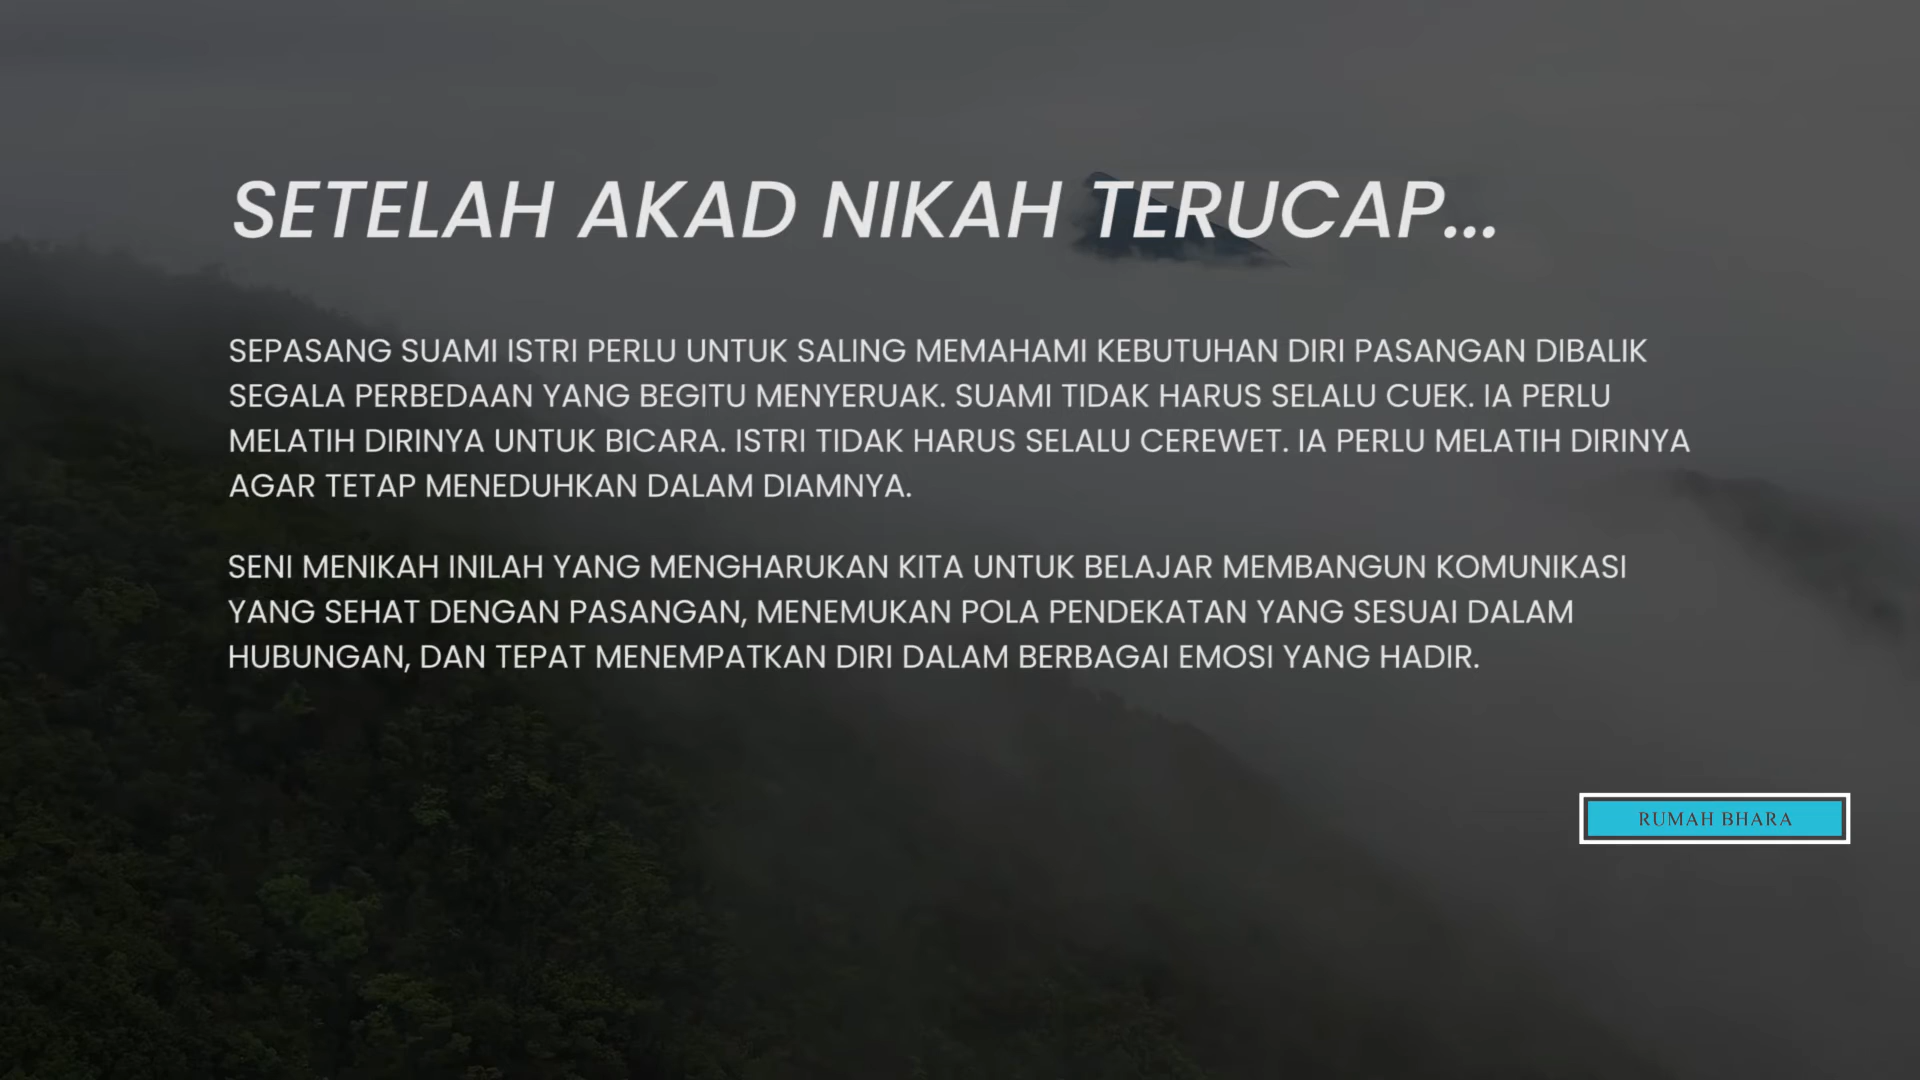 SETELAH AKAD NIKAH TERUCAP...
SEPASANG SUAMI ISTRI PERLU UNTUK SALING MEMAHAMI KEBUTUHAN DIRI PASANGAN DIBALIK
SEGALA PERBEDAAN YANG BEGITU MENYERUAK. SUAMI TIDAK HARUS SELALU CUEK. IA PERLU
MELATIH DIRINYA UNTUK BICARA. ISTRI TIDAK HARUS SELALU CEREWET. IA PERLU MELATIH DIRINYA
AGAR TETAP MENEDUHKAN DALAM DIAMNYA.
SENI MENIKAH INILAH YANG MENGHARUKAN KITA UNTUK BELAJAR MEMBANGUN KOMUNIKASI
YANG SEHAT DENGAN PASANGAN, MENEMUKAN POLA PENDEKATAN YANG SESUAI DALAM
HUBUNGAN, DAN TEPAT MENEMPATKAN DIRI DALAM BERBAGAI EMOSI YANG HADIR.
RUMAH BHARA